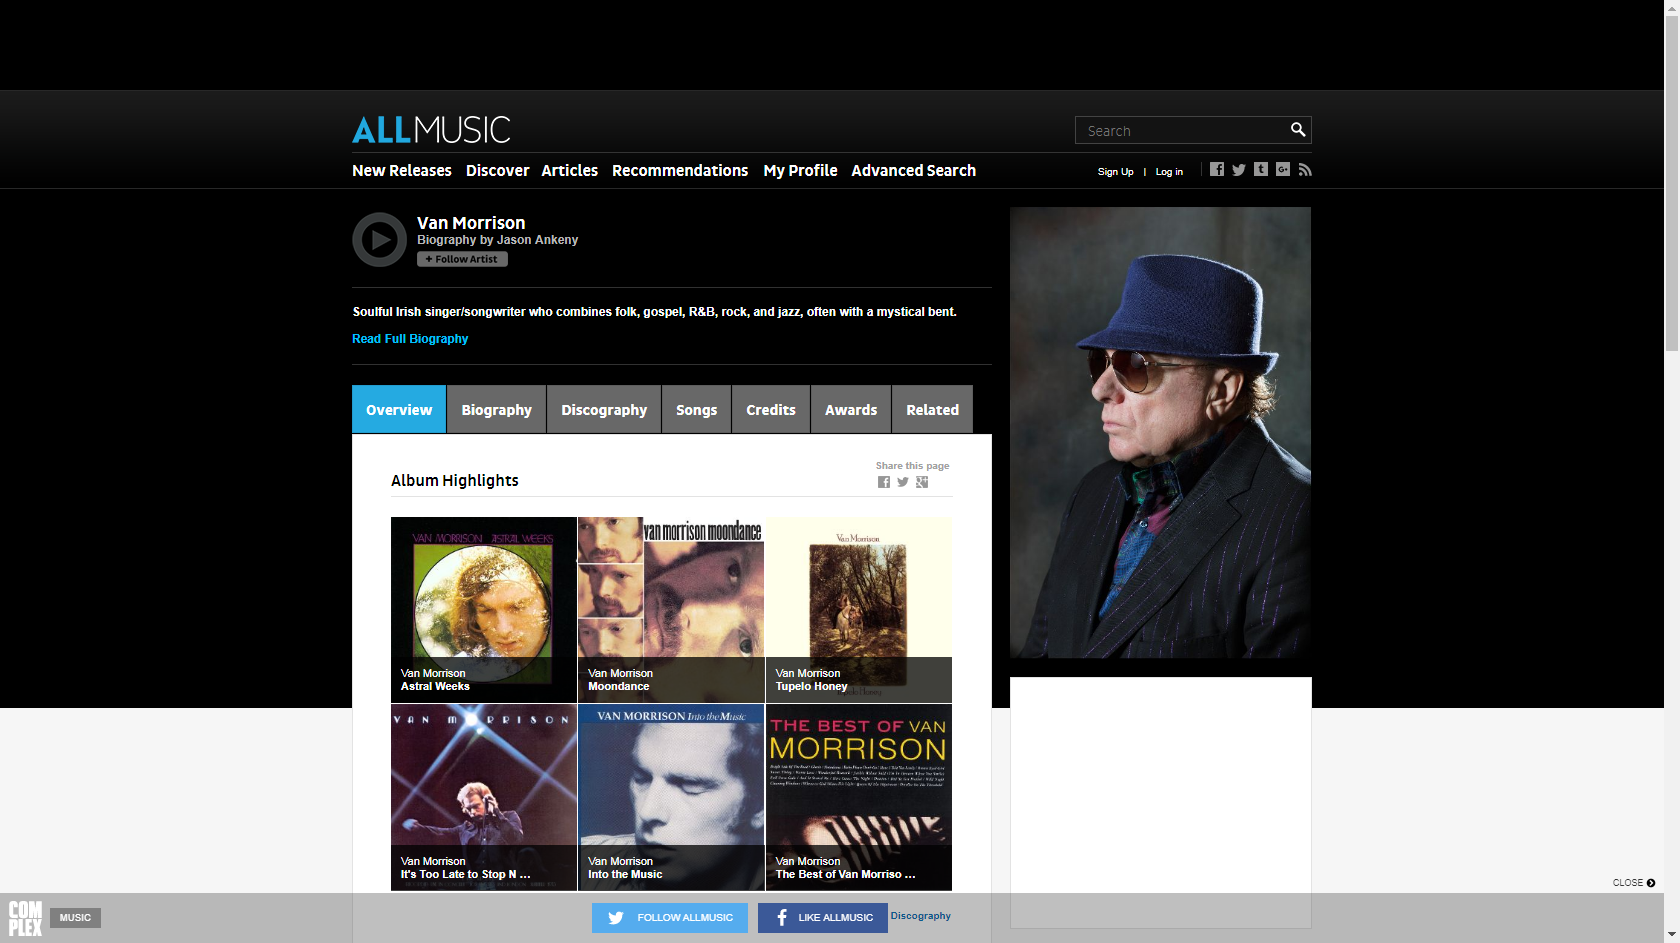 ALLMUSIC
Search
New Releases Discover Articles Recommendations My Profile Advanced Search
Sign Up | Log in
Van Morrison
Biography by Jason Ankeny
+ Follow Artist
Soulful Irish singer/songwriter who combines folk, gospel, R&B, rock, and jazz, often with a mystical bent.
Read Full Biography
Overview Biography Discography Songs Credits Awards Related
Share this page
Album Highlights
VAN MORRISON ASTRAL WEEKS
Van Morrison
Astral Weeks
van morrison moondance
Van Morrison
Moondance
Van Morrison
Tupelo Honey
Van Morrison
Tupelo Honey
VAN MORRISON
Van Morrison
It's Too Late to Stop N ...
VAN MORRISON Into the Music
Van Morrison
Into the Music
THE BEST OF VAN
MORRISON
Van Morrison
The Best of Van Morriso ...
CLOSE
COMPLEX
MUSIC
FOLLOW ALLMUSIC
LIKE ALLMUSIC
Discography